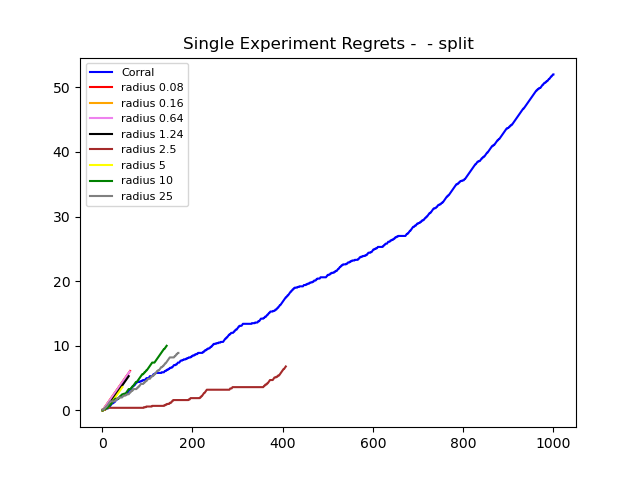 Single Experiment Regrets -  - split
Corral
radius 0.08
radius 0.16
radius 0.64
radius 1.24
radius 2.5
radius 5
radius 10
radius 25
50
40
30
20
10
0
0 200 400 600 800 1000